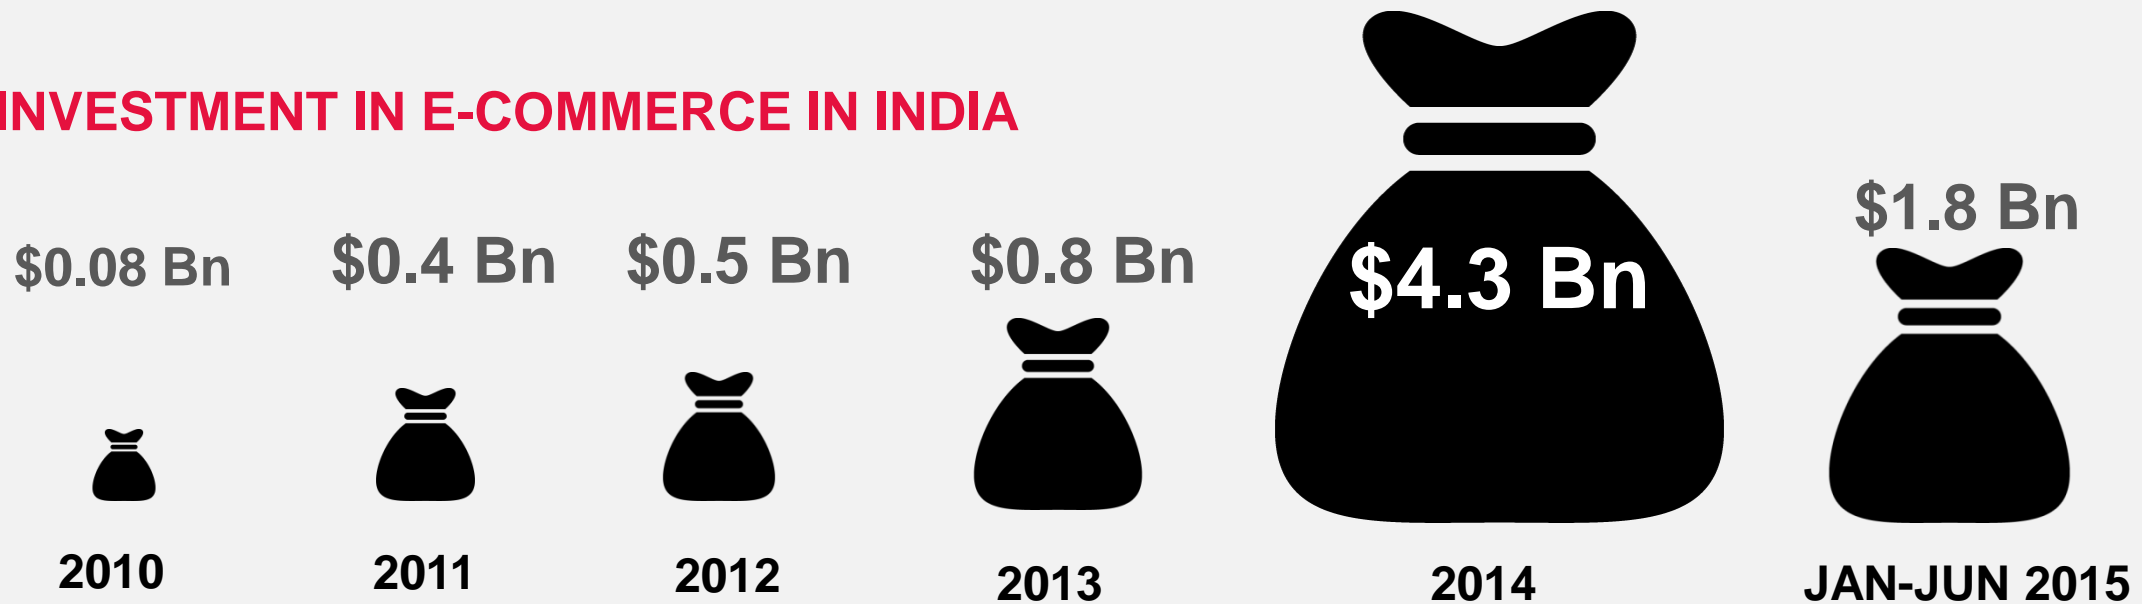 INVESTMENT IN E-COMMERCE IN INDIA
$0.08 Bn
$0.4 Bn
$0.5 Bn
$0.8 Bn
$4.3 Bn
$1.8 Bn
2010
2011
2012
2013
2014
JAN-JUN 2015